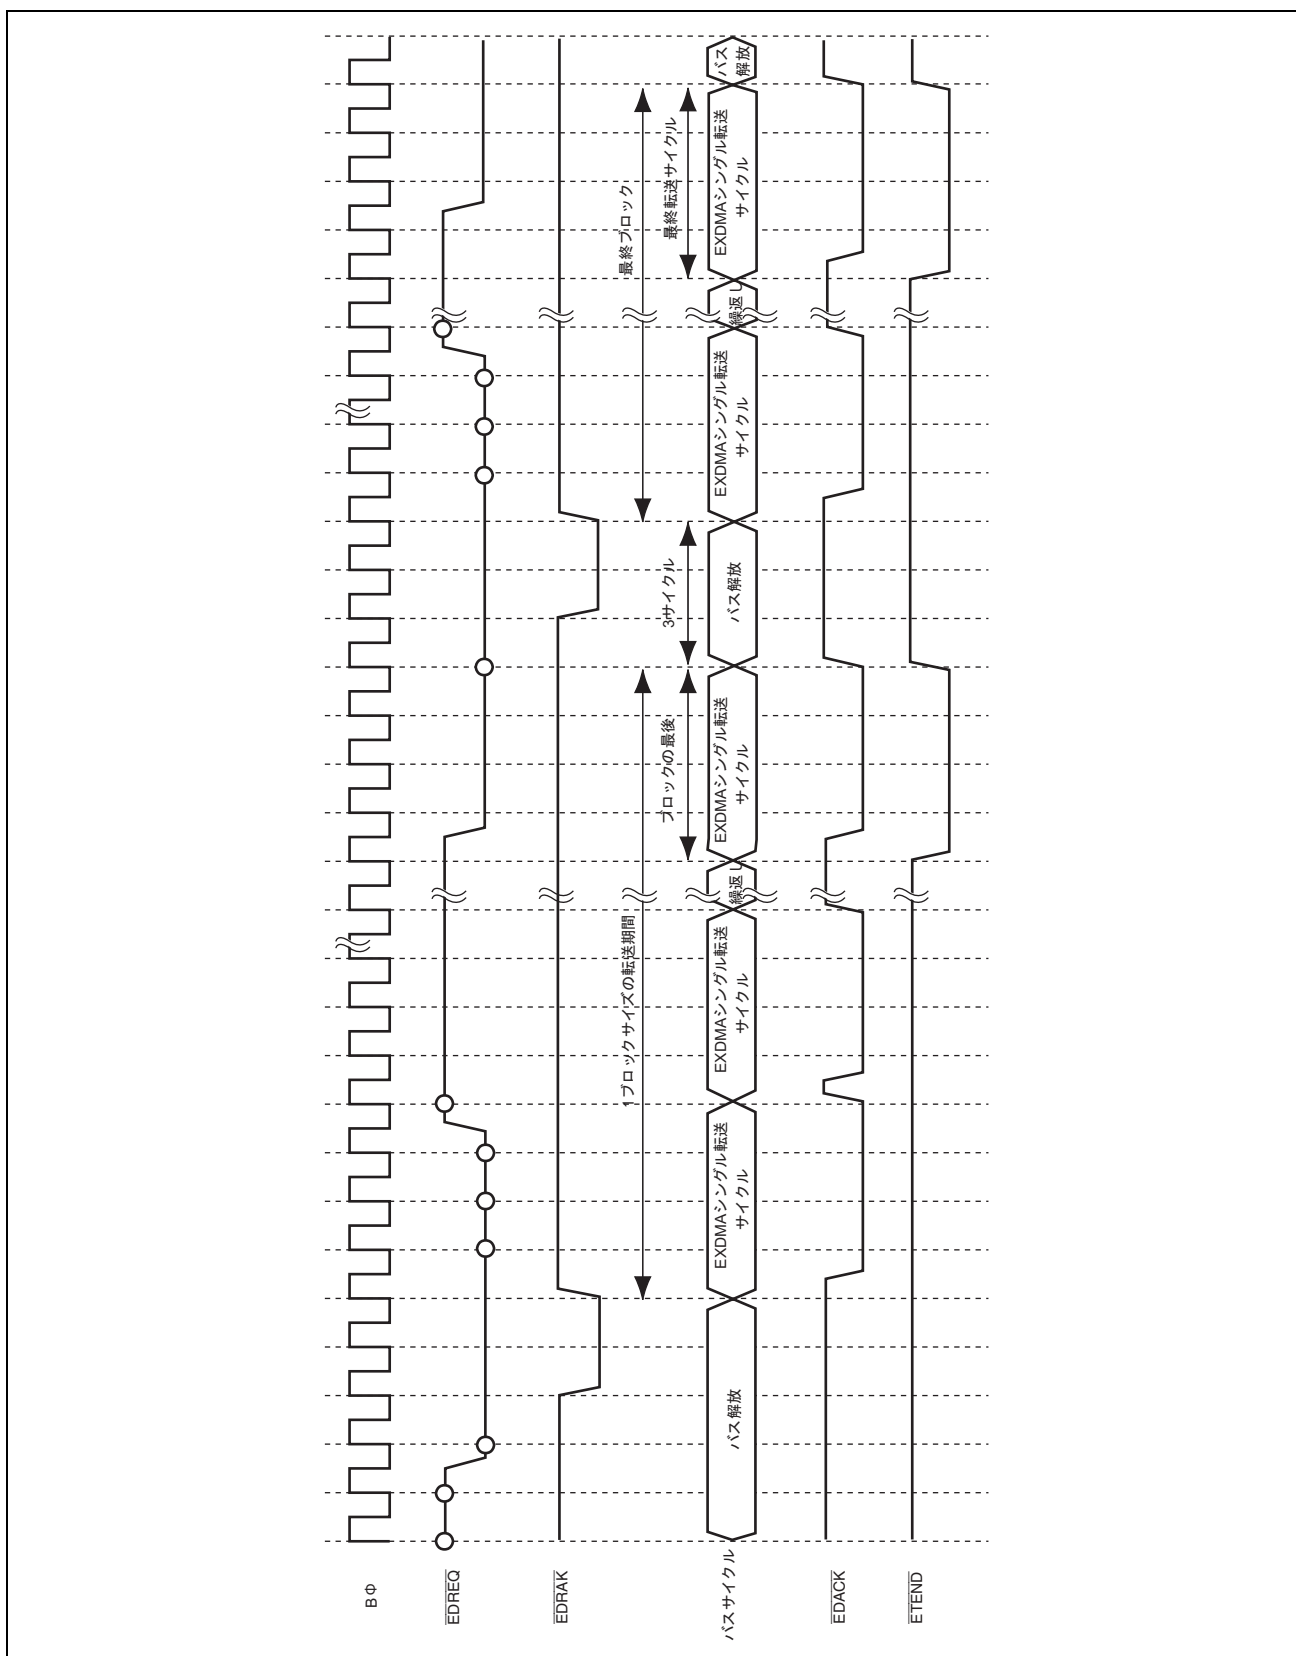 Bφ
EDREQ
EDRAK
1ブロックサイズの転送期間
最終ブロック
ブロックの最後
3サイクル
最終転送サイクル
バスサイクル
バス解放
EXDMAシングル転送
サイクル
EXDMAシングル転送
サイクル
繰返し
EXDMAシングル転送
サイクル
バス解放
EXDMAシングル転送
サイクル
繰返し
EXDMAシングル転送
サイクル
バス
解放
EDACK
ETEND